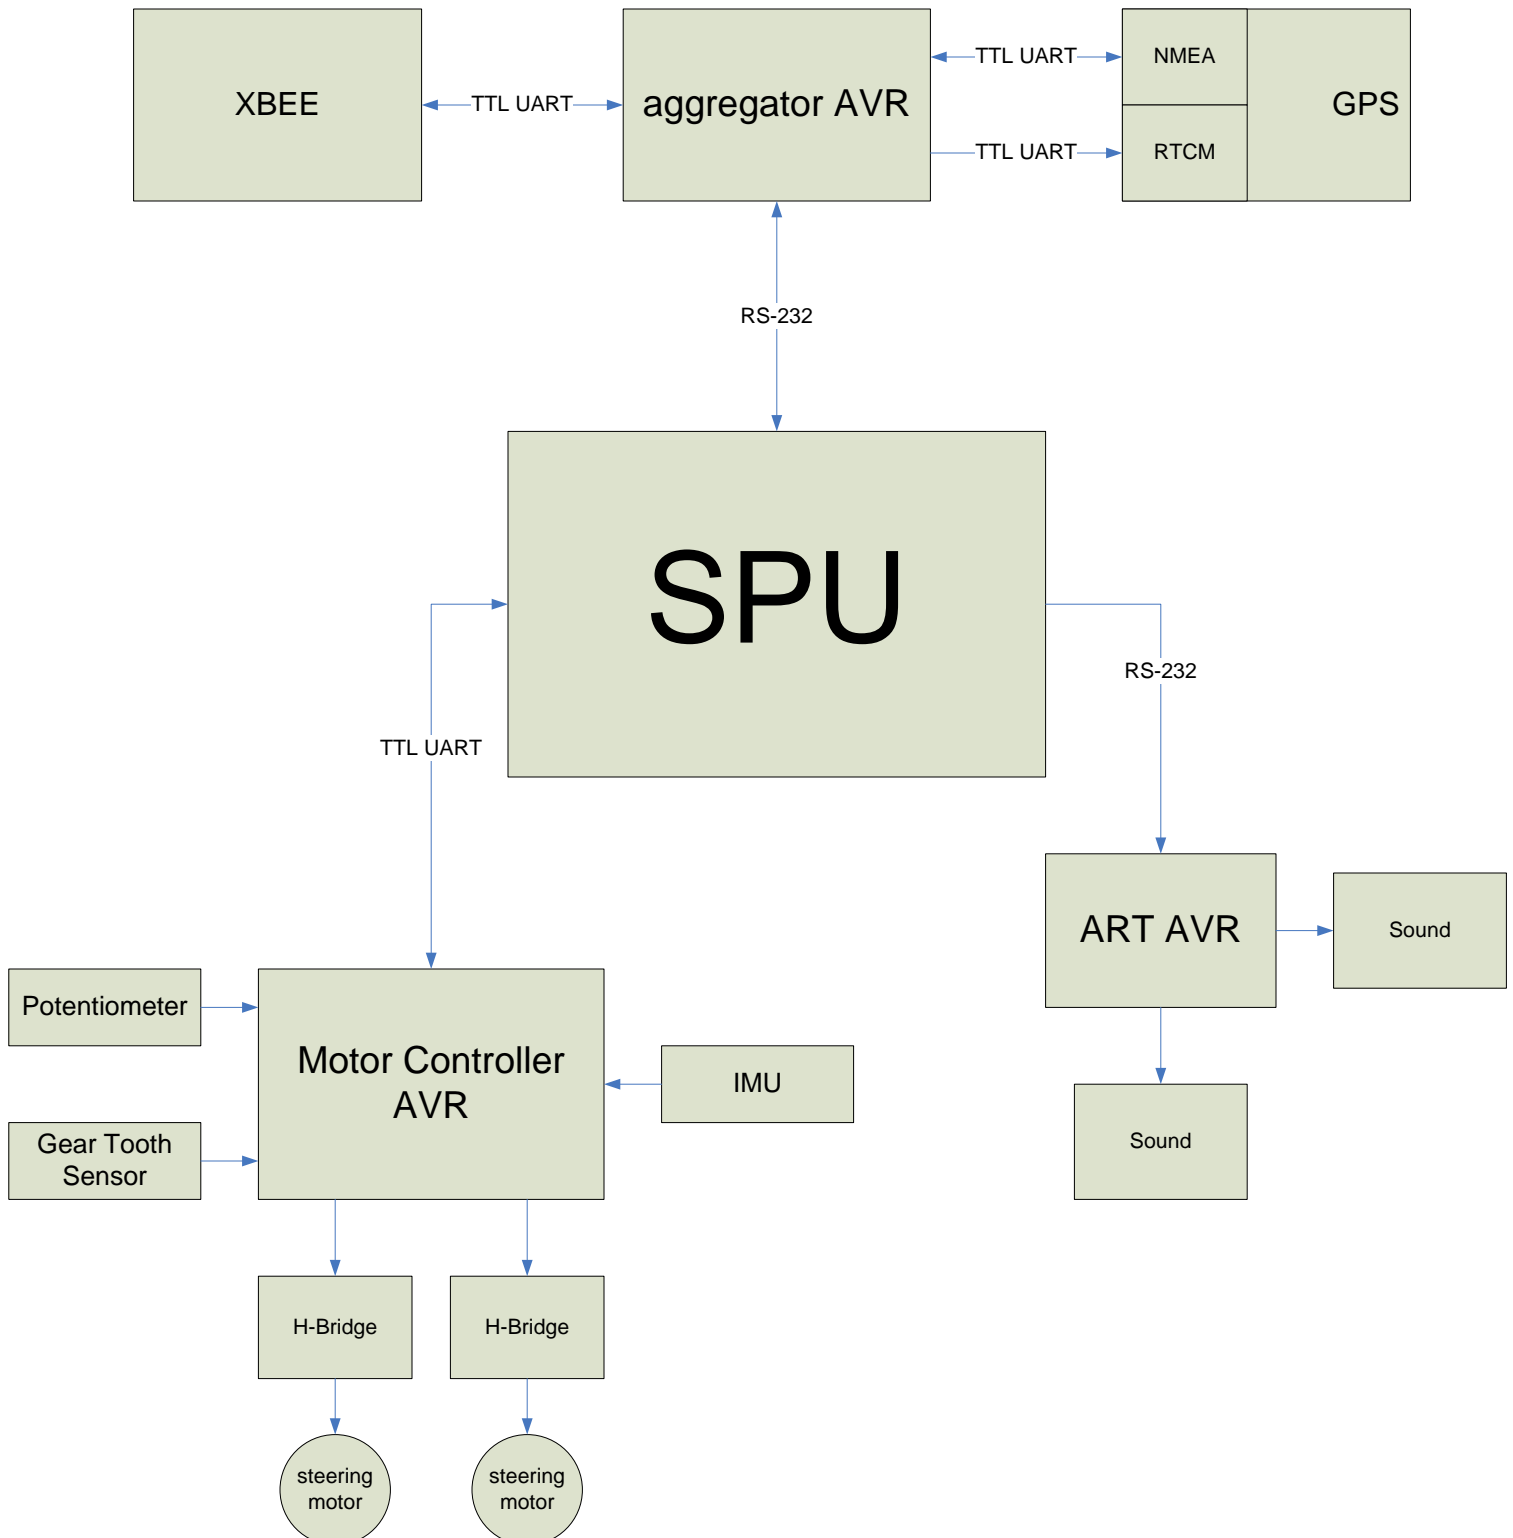 XBEE
TTL UART
aggregator AVR
TTL UART
NMEA
GPS
TTL UART
RTCM
RS-232
SPU
RS-232
TTL UART
ART AVR
Sound
Potentiometer
Motor Controller
AVR
IMU
Gear Tooth
Sensor
Sound
H-Bridge
H-Bridge
steering
motor
steering
motor